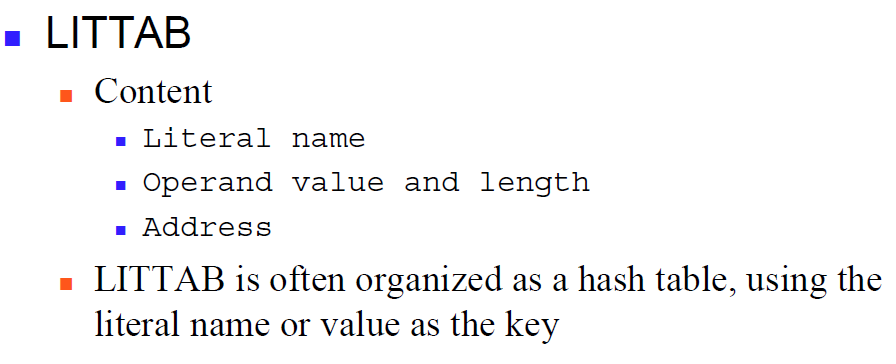 LITTAB
Content
Literal name
Operand value and length
Address
LITTAB is often organized as a hash table, using the
literal name or value as the key